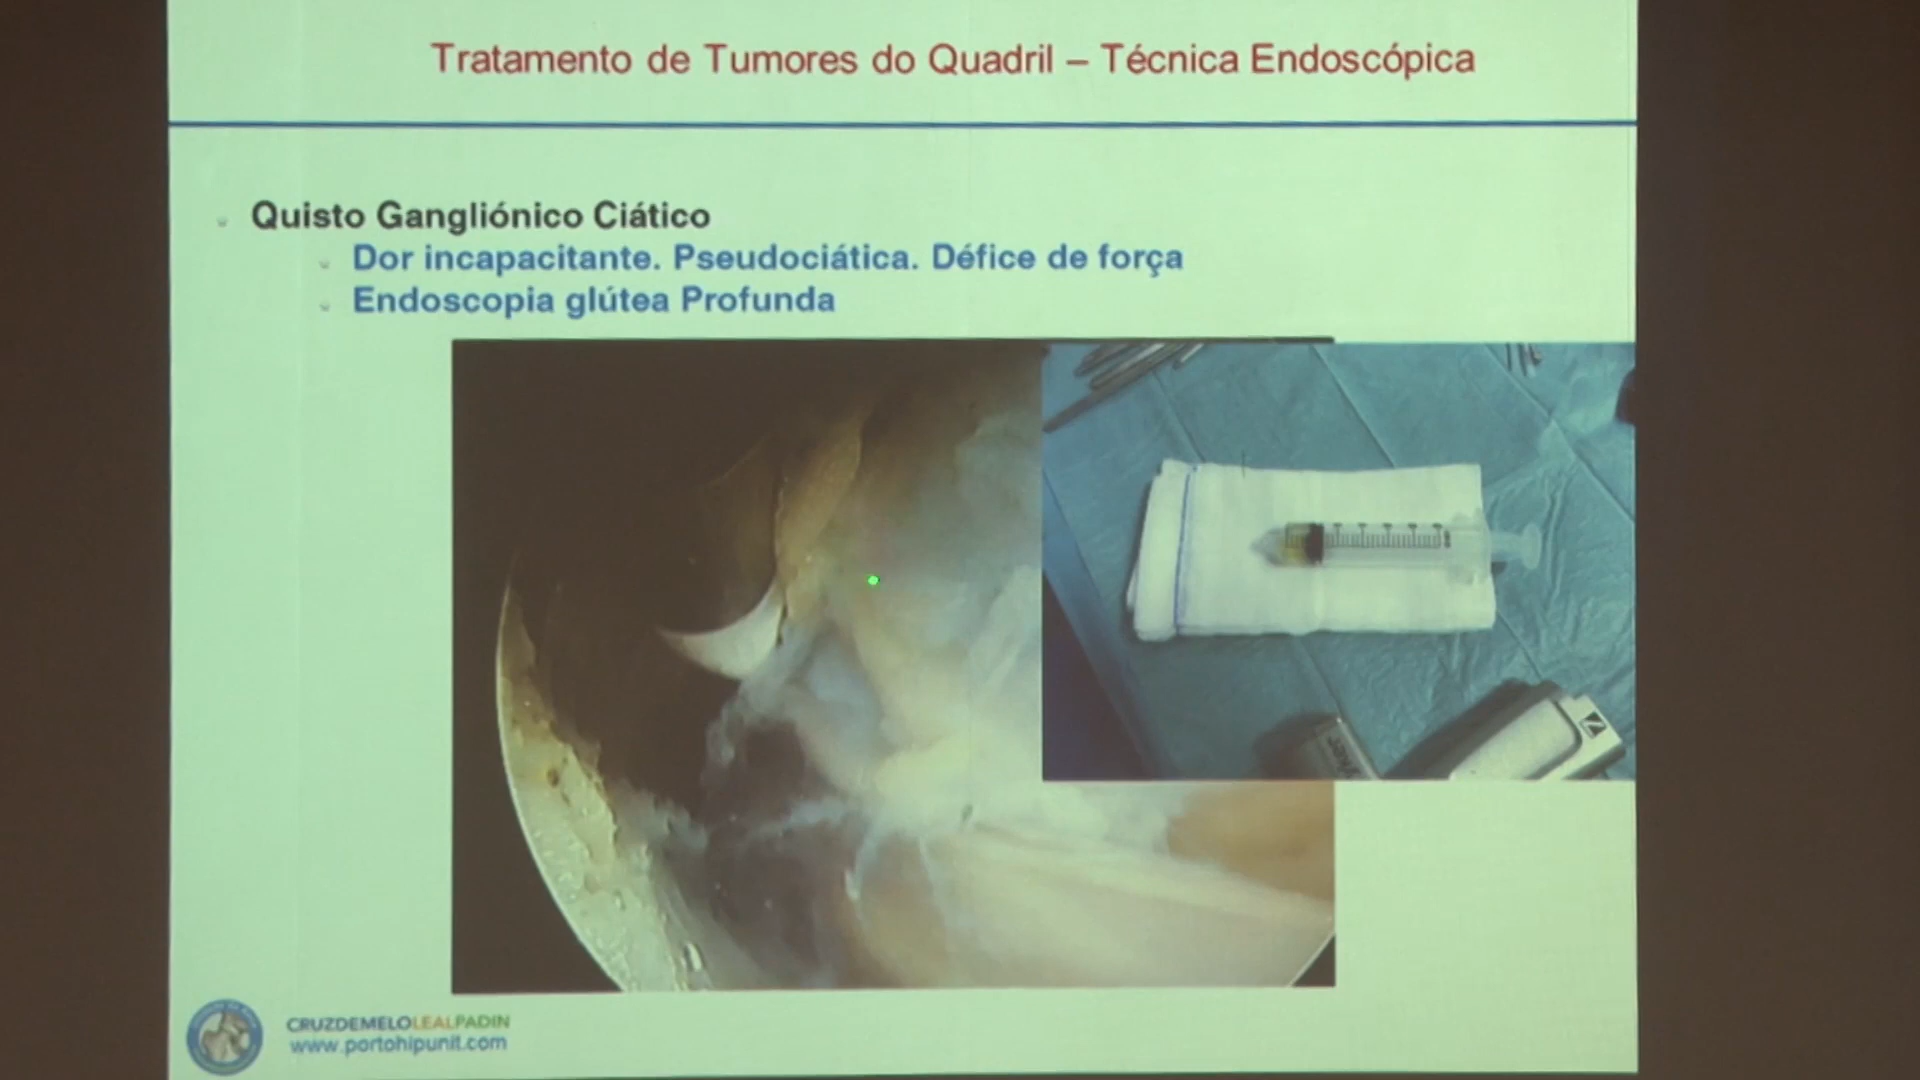 Tratamento de Tumores do Quadril – Técnica Endoscópica
Quisto Gangliónico Ciático
Dor incapacitante. Pseudociática. Défice de força
Endoscopia glútea Profunda
CRUZDEMELOLEALPADIN
www.portohipunit.com